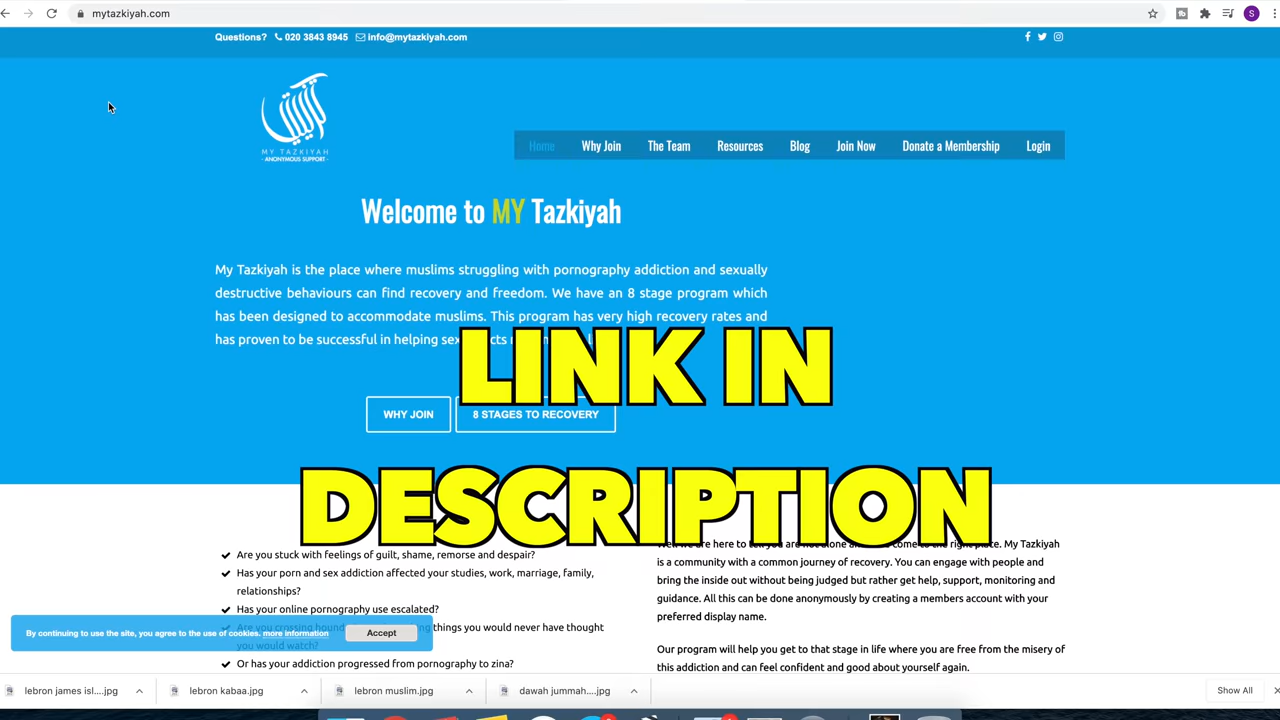 mytazkiyah.com
S
Questions? 020 3843 8945 info@mytazkiyah.com
MY TAZKIYAH
- ANONYMOUS SUPPORT -
Home Why Join The Team Resources Blog Join Now Donate a Membership Login
Welcome to MY Tazkiyah
My Tazkiyah is the place where muslims struggling with pornography addiction and sexually
destructive behaviours can find recovery and freedom. We have an 8 stage program which
has been designed to accommodate muslims. This program has very high recovery rates and
has proven to be successful in helping
LINK IN
WHY JOIN 8 STAGES TO RECOVERY
DESCRIPTION
Are you stuck with feelings of guilt, shame, remorse and despair?
Has your porn and sex addiction affected your studies, work, marriage, family,
relationships?
Has your online pornography use escalated?
things you would never have thought
you would watch?
Or has your addiction progressed from pornography to zina?
My Tazkiyah
is a community with a common journey of recovery. You can engage with people and
bring the inside out without being judged but rather get help, support, monitoring and
guidance. All this can be done anonymously by creating a members account with your
preferred display name.
Our program will help you get to that stage in life where you are free from the misery of
this addiction and can feel confident and good about yourself again.
By continuing to use the site, you agree to the use of cookies. more information Accept
lebron james isl....jpg lebron kabaa.jpg lebron muslim.jpg dawah jummah....jpg Show All